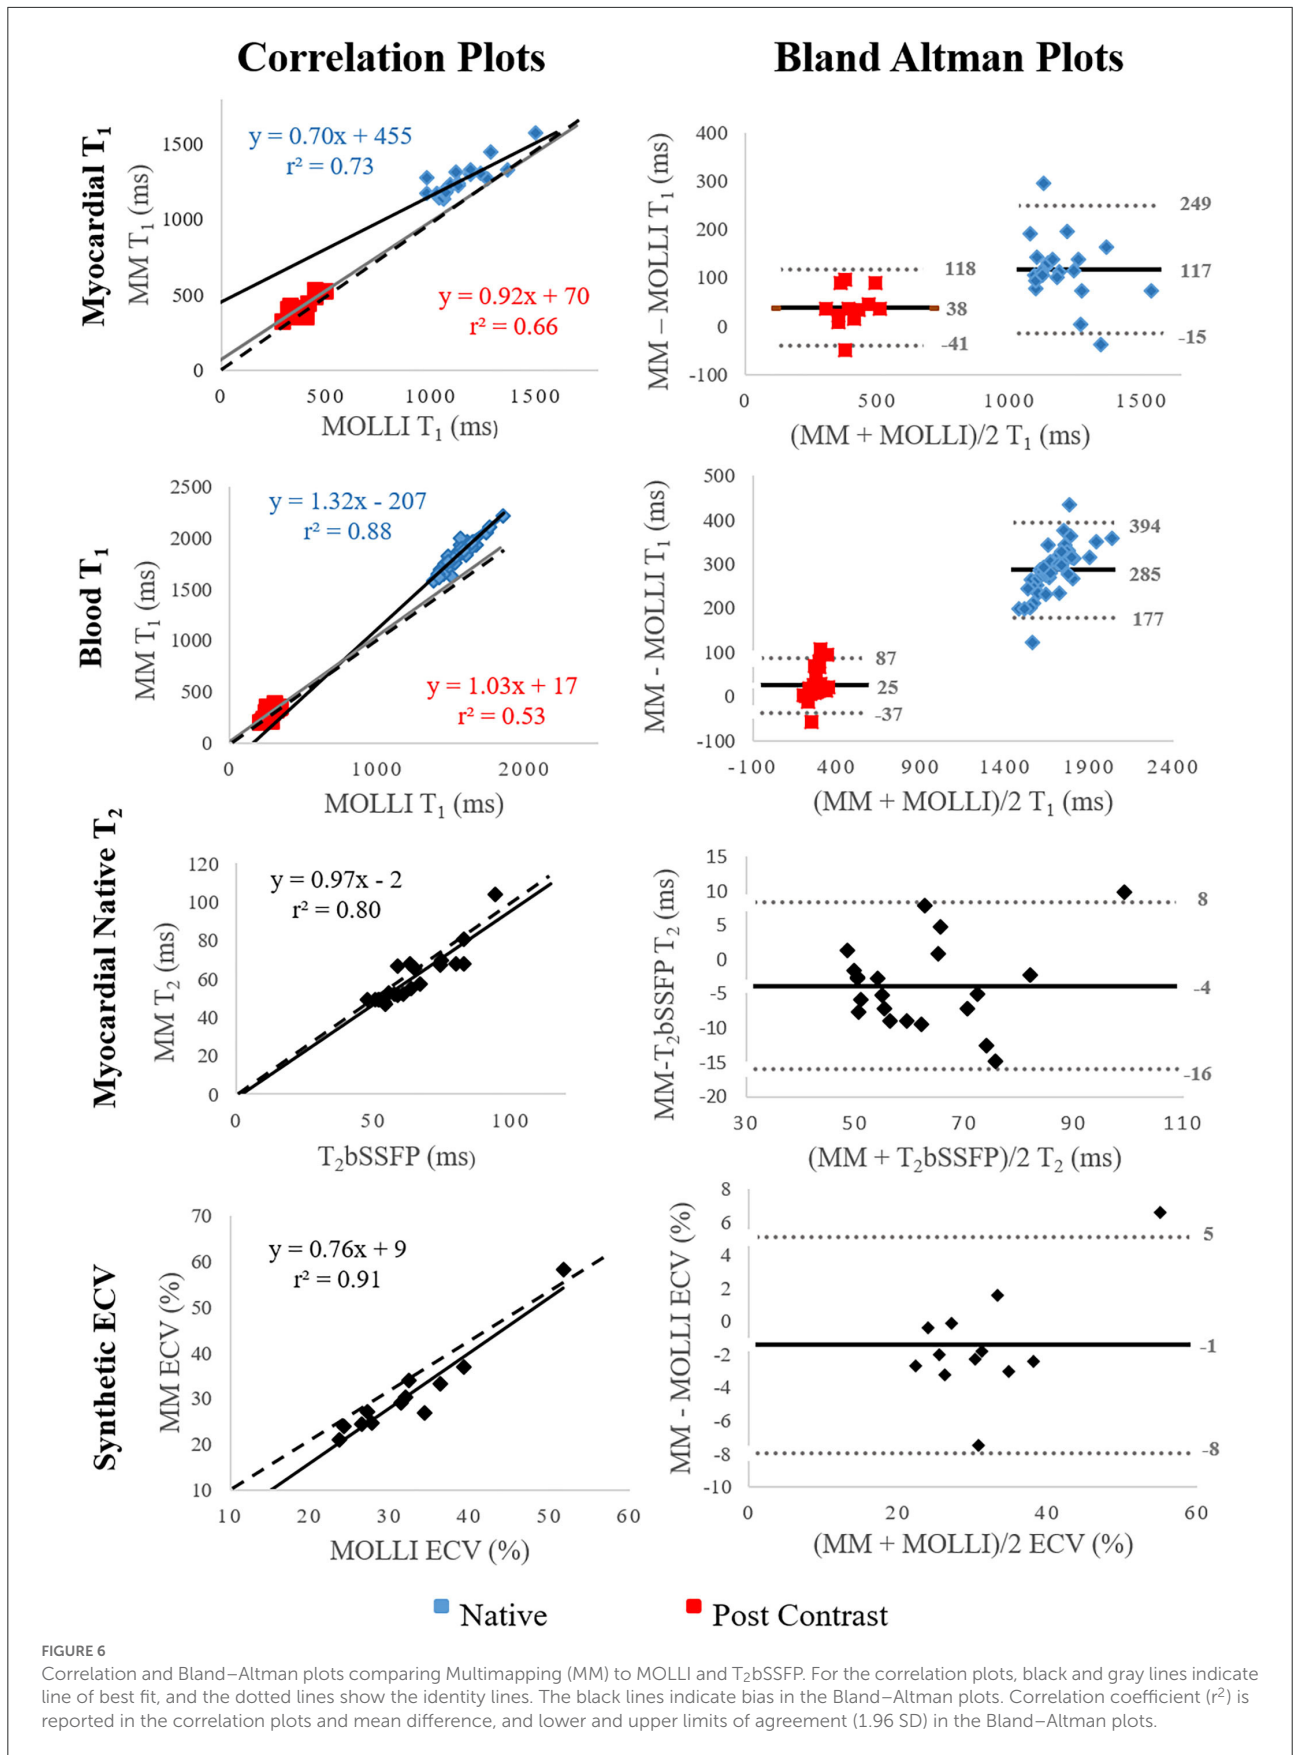 Correlation Plots
Bland Altman Plots
Myocardial T₁
MM T₁ (ms)
1500
1000
500
0
y = 0.70x + 455
r² = 0.73
y = 0.92x + 70
r² = 0.66
0 500 1000 1500
MOLLI T₁ (ms)
MM – MOLLI T₁ (ms)
400
300
200
100
0
-100
249
117
-15
118
38
-41
0 500 1000 1500
(MM + MOLLI)/2 T₁ (ms)
Blood T₁
MM T₁ (ms)
2500
2000
1500
1000
500
0
y = 1.32x - 207
r² = 0.88
y = 1.03x + 17
r² = 0.53
0 1000 2000
MOLLI T₁ (ms)
MM - MOLLI T₁ (ms)
500
400
300
200
100
0
-100
394
285
177
87
25
-37
-100 400 900 1400 1900 2400
(MM + MOLLI)/2 T₁ (ms)
Myocardial Native T₂
MM T₂ (ms)
120
100
80
60
40
20
0
y = 0.97x - 2
r² = 0.80
0 50 100
T₂bSSFP (ms)
MM-T₂bSSFP T₂ (ms)
15
10
5
0
-5
-10
-15
-20
8
-4
-16
30 50 70 90 110
(MM + T₂bSSFP)/2 T₂ (ms)
Synthetic ECV
MM ECV (%)
70
60
50
40
30
20
10
y = 0.76x + 9
r² = 0.91
10 20 30 40 50 60
MOLLI ECV (%)
MM - MOLLI ECV (%)
8
6
4
2
0
-2
-4
-6
-8
-10
5
-1
-8
0 20 40 60
(MM + MOLLI)/2 ECV (%)
Native
Post Contrast
FIGURE 6
Correlation and Bland–Altman plots comparing Multimapping (MM) to MOLLI and T₂bSSFP. For the correlation plots, black and gray lines indicate
line of best fit, and the dotted lines show the identity lines. The black lines indicate bias in the Bland–Altman plots. Correlation coefficient (r²) is
reported in the correlation plots and mean difference, and lower and upper limits of agreement (1.96 SD) in the Bland–Altman plots.